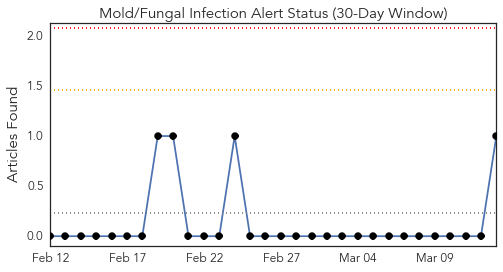 Mold/Fungal Infection Alert Status (30-Day Window)
Articles Found
2.0
1.5
1.0
0.5
0.0
Feb 12 Feb 17 Feb 22 Feb 27 Mar 04 Mar 09